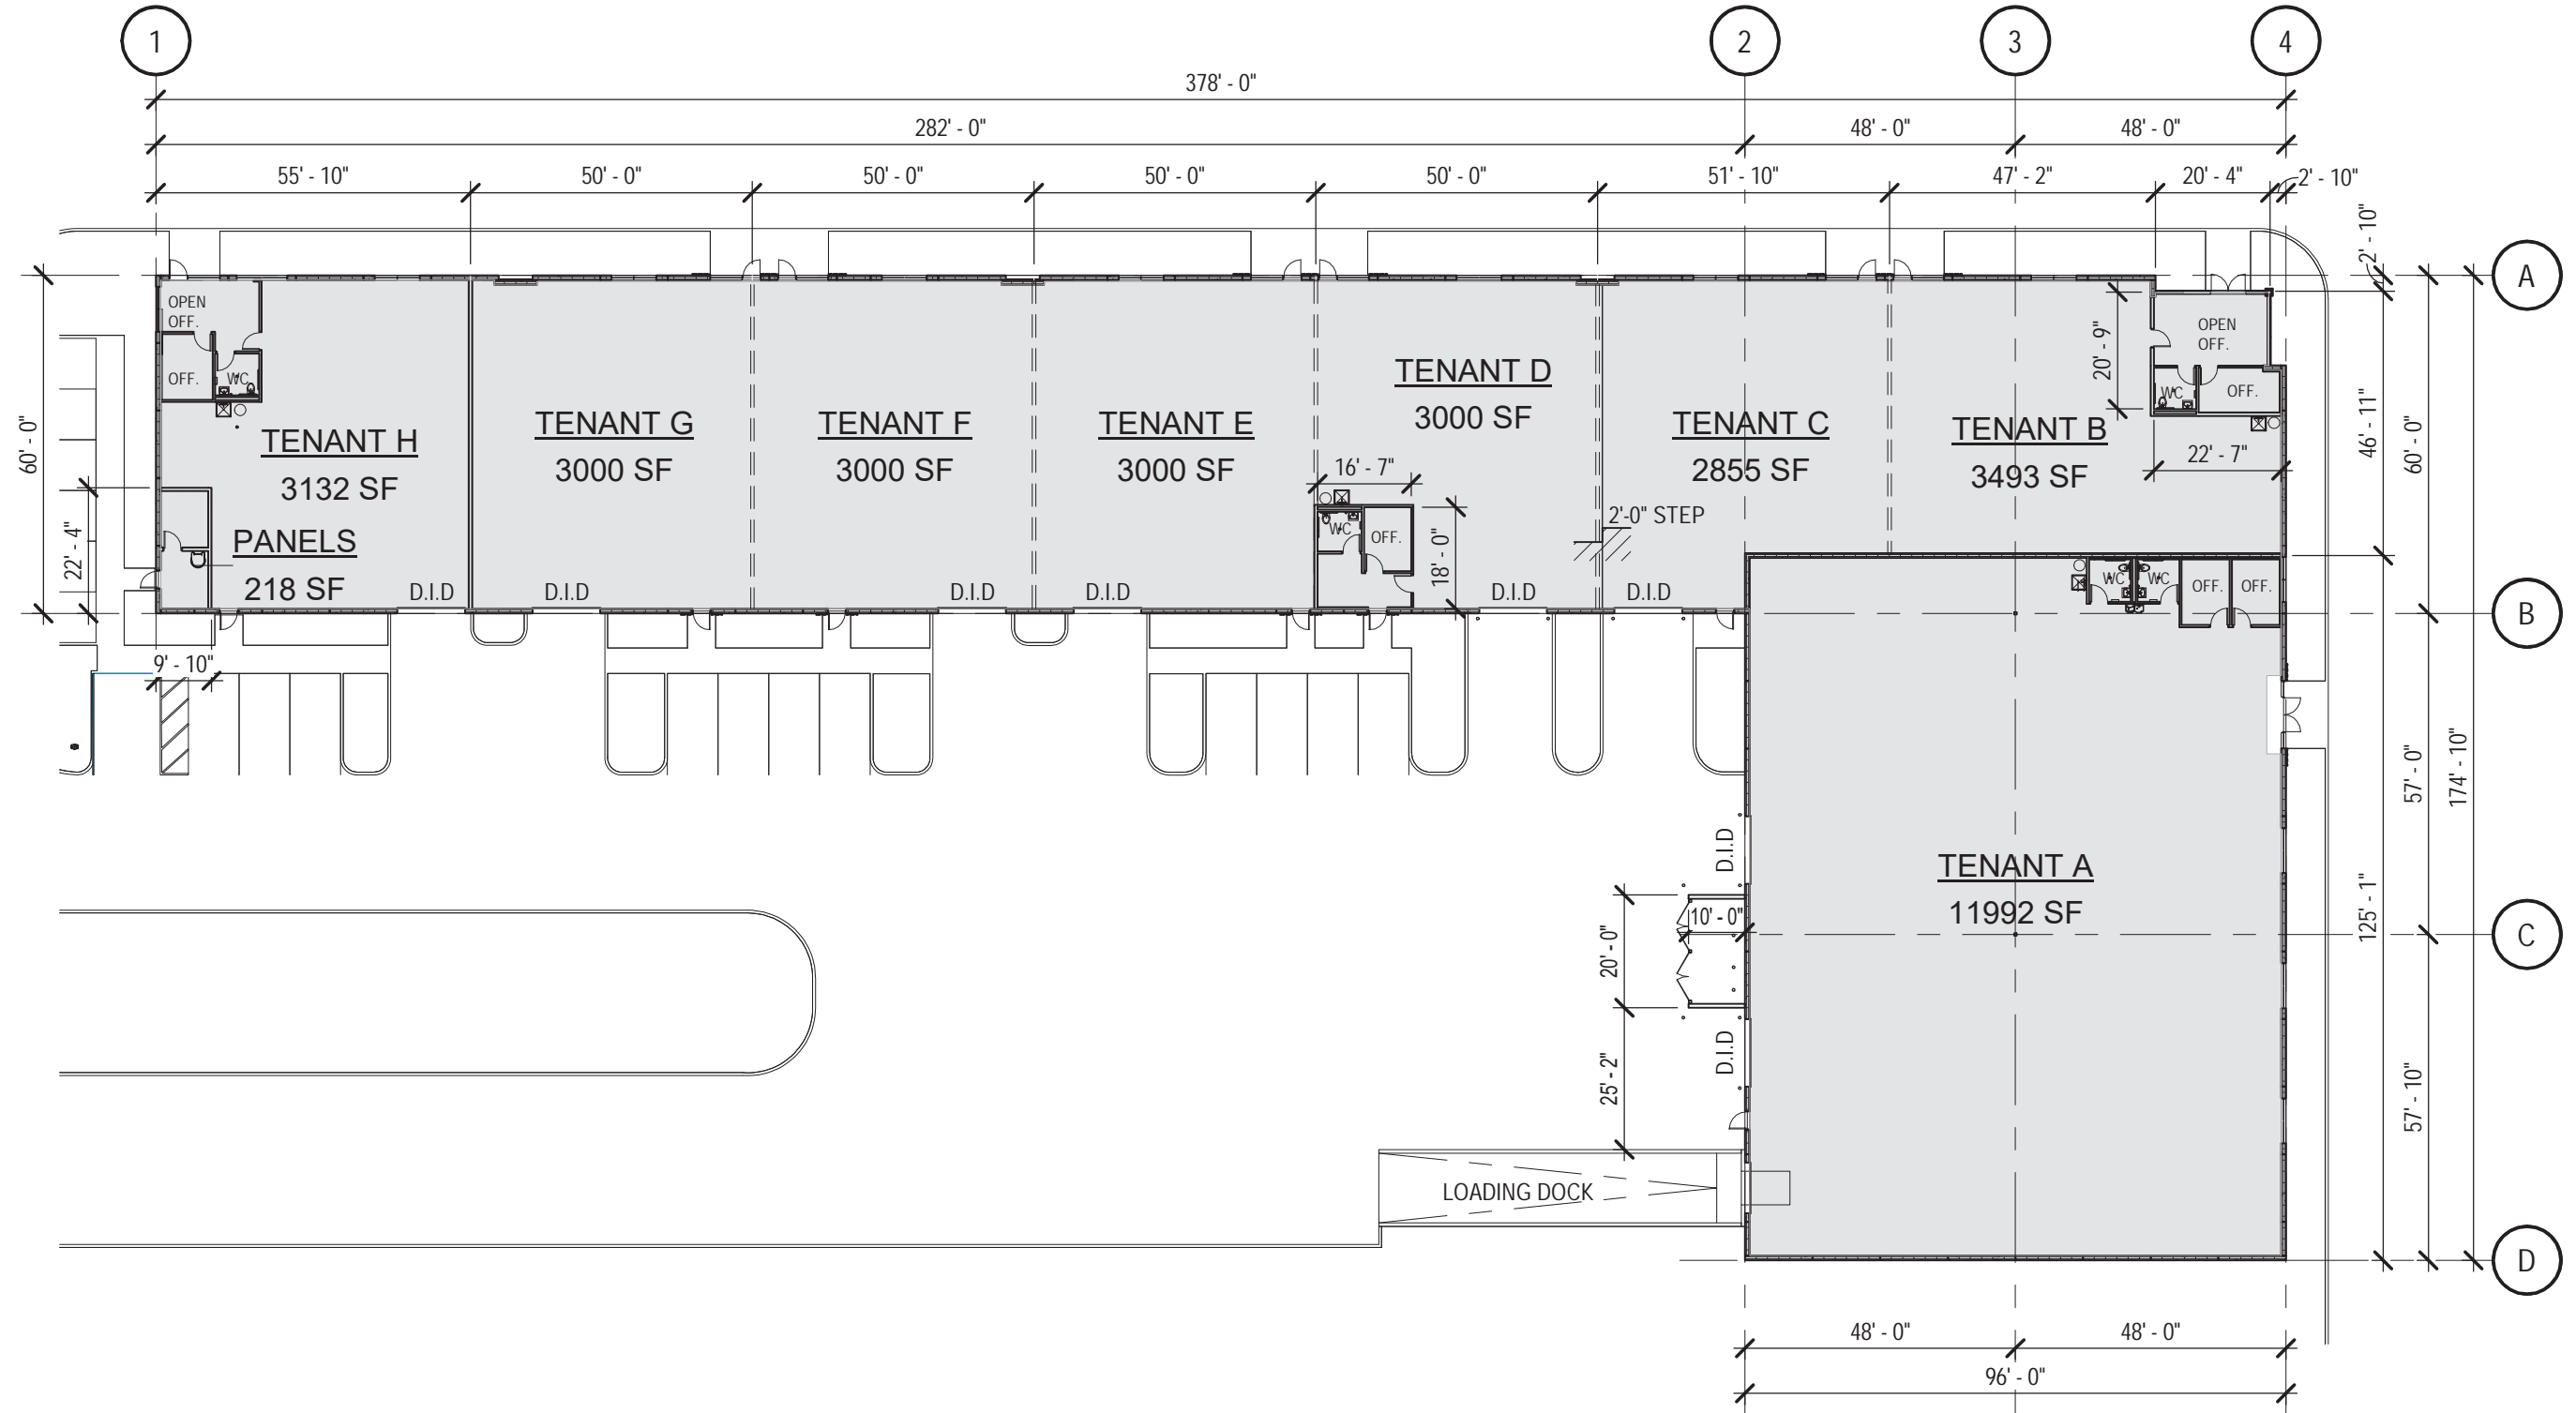 1
2
3
4
378' - 0"
282' - 0"
48' - 0"
48' - 0"
55' - 10"
50' - 0"
50' - 0"
50' - 0"
50' - 0"
51' - 10"
47' - 2"
20' - 4"
2' - 10"
2' - 10"
A
60' - 0"
OPEN
OFF.
OFF.
WC
TENANT H
3132 SF
TENANT G
3000 SF
TENANT F
3000 SF
TENANT E
3000 SF
TENANT D
3000 SF
TENANT C
2855 SF
TENANT B
3493 SF
20' - 9"
OPEN
OFF.
WC
OFF.
22' - 7"
46' - 11"
60' - 0"
16' - 7"
WC
OFF.
18' - 0"
2'-0" STEP
22' - 4"
PANELS
218 SF
D.I.D
D.I.D
D.I.D
D.I.D
D.I.D
D.I.D
WC
WC
OFF.
OFF.
B
9' - 10"
57' - 0"
174' - 10"
D.I.D
TENANT A
11992 SF
10' - 0"
20' - 0"
125' - 1"
C
D.I.D
25' - 2"
57' - 10"
LOADING DOCK
D
48' - 0"
48' - 0"
96' - 0"